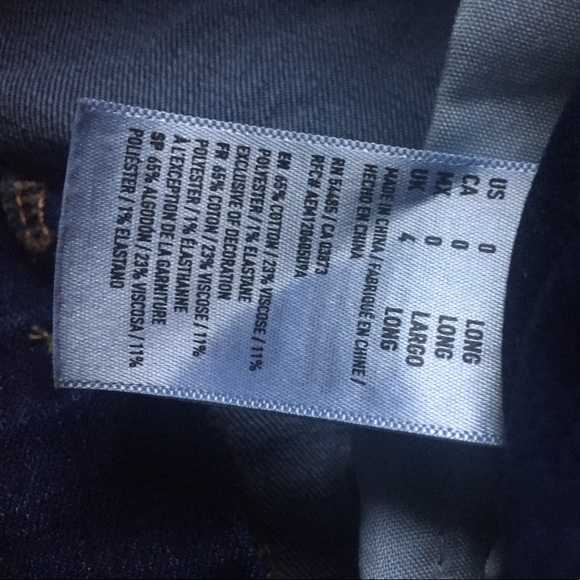 US 0 LONG
CA 0 LONG
MX 0 LARGO
UK 4 LONG
MADE IN CHINA / FABRIQUÉ EN CHINE /
HECHO EN CHINA
RN 54485 / CA 03873
EN 65% COTTON / 23% VISCOSE / 11%
POLYESTER / 1% ELASTANE
EXCLUSIVE OF DECORATION
FR 65% COTON / 23% VISCOSE / 11%
POLYESTER / 1% ÉLASTHANNE
À L'EXCEPTION DE LA GARNITURE
SP 65% ALGODÓN / 23% VISCOSA / 11%
POLIÉSTER / 1% ELASTANO